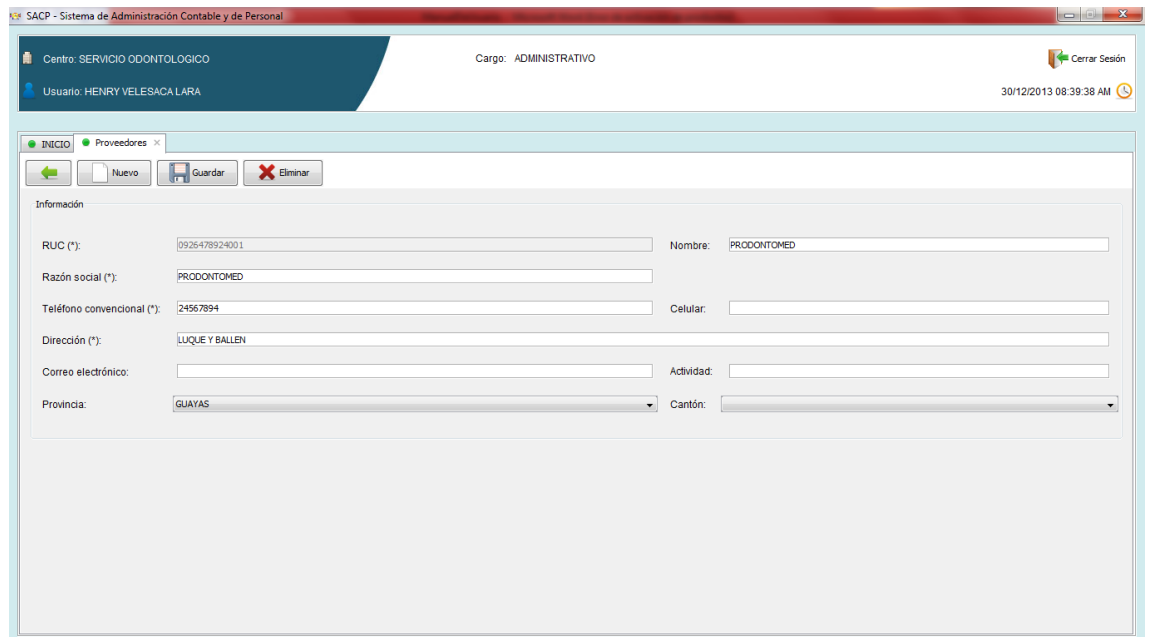 SACP - Sistema de Administración Contable y de Personal
Centro: SERVICIO ODONTOLOGICO
Cargo: ADMINISTRATIVO
Cerrar Sesión
Usuario: HENRY VELESACA LARA
30/12/2013 08:39:38 AM
INICIO Proveedores
Nuevo Guardar Eliminar
Información
RUC (*): 0926478924001 Nombre: PRODONTOMED
Razón social (*): PRODONTOMED
Teléfono convencional (*): 24567894 Celular:
Dirección (*): LUQUE Y BALLEN
Correo electrónico: Actividad:
Provincia: GUAYAS Cantón: